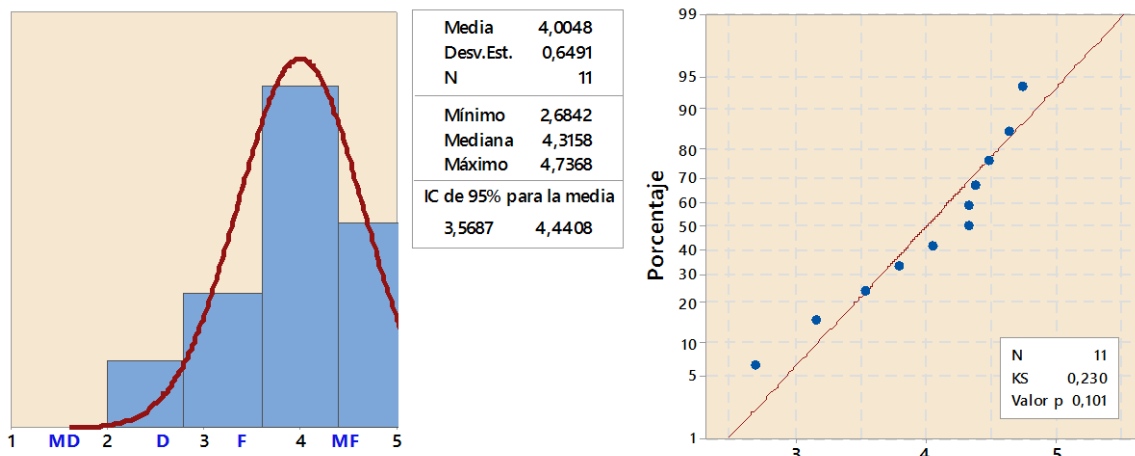 Media 4,0048
Desv.Est. 0,6491
N 11
Mínimo 2,6842
Mediana 4,3158
Máximo 4,7368
IC de 95% para la media
3,5687 4,4408
1 MD 2 D 3 F 4 MF 5
Porcentaje
99
95
90
80
70
60
50
40
30
20
10
5
1
N 11
KS 0,230
Valor p 0,101
3 4 5